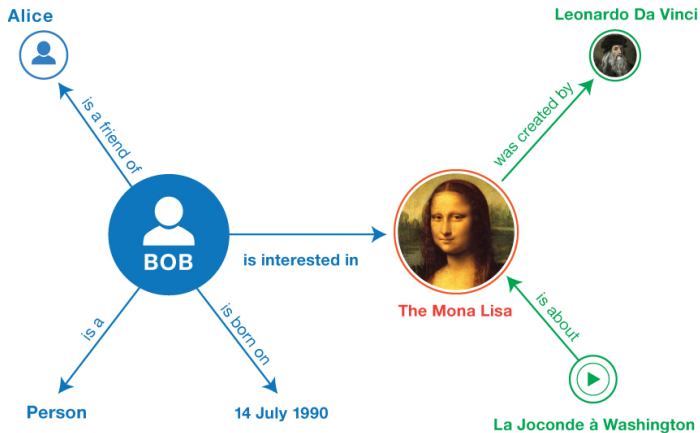 Alice
Leonardo Da Vinci
is a friend of
was created by
BOB
is interested in
The Mona Lisa
is a
is born on
is about
Person
14 July 1990
La Joconde à Washington